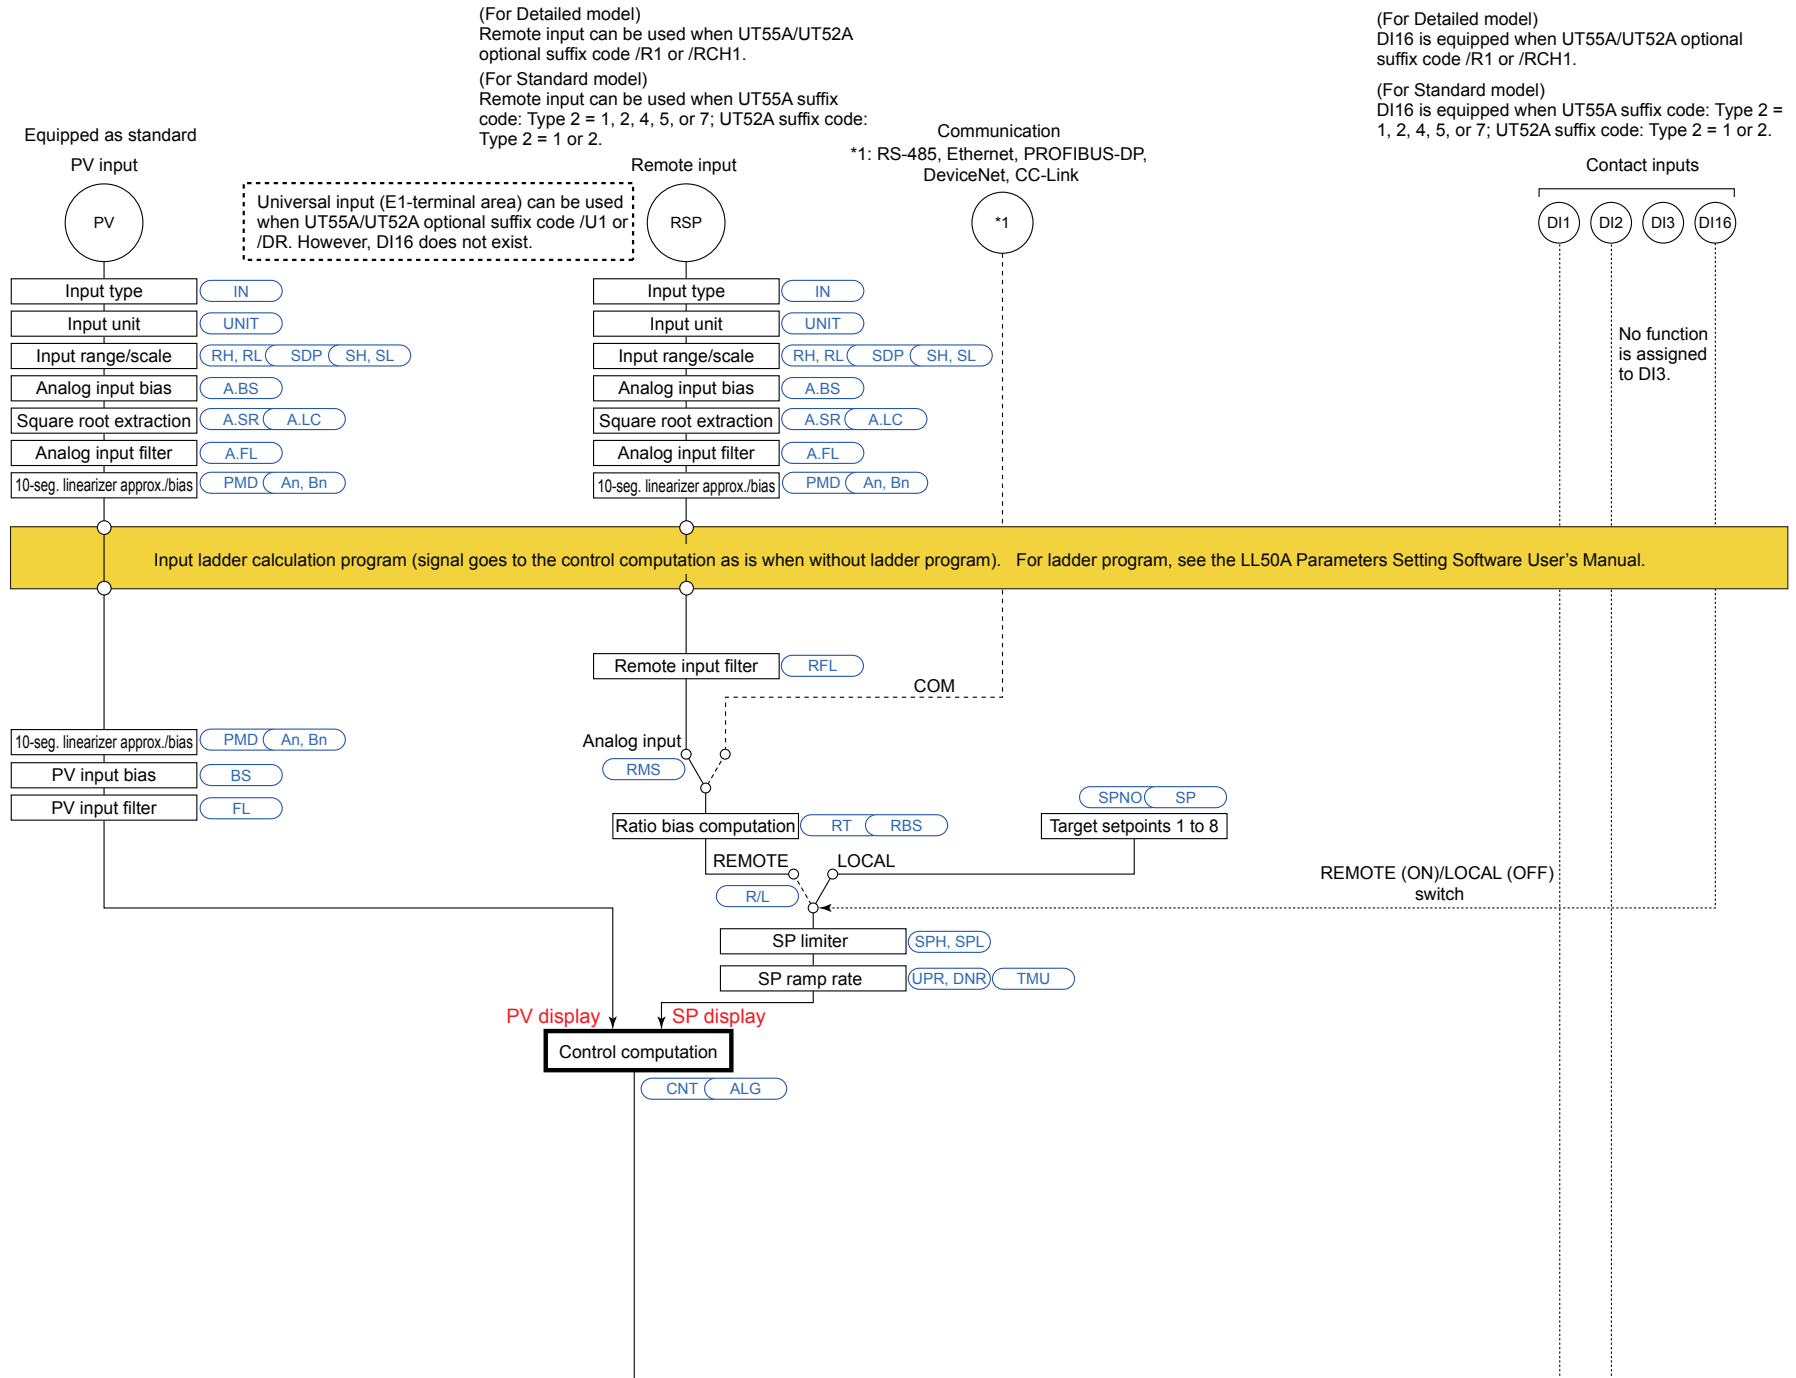 (For Detailed model)
Remote input can be used when UT55A/UT52A
optional suffix code /R1 or /RCH1.
(For Standard model)
Remote input can be used when UT55A suffix
code: Type 2 = 1, 2, 4, 5, or 7; UT52A suffix code:
Type 2 = 1 or 2.
(For Detailed model)
DI16 is equipped when UT55A/UT52A optional
suffix code /R1 or /RCH1.
(For Standard model)
DI16 is equipped when UT55A suffix code: Type 2 =
1, 2, 4, 5, or 7; UT52A suffix code: Type 2 = 1 or 2.
Equipped as standard
PV input
Remote input
Communication
*1: RS-485, Ethernet, PROFIBUS-DP,
DeviceNet, CC-Link
Contact inputs
PV
Universal input (E1-terminal area) can be used
when UT55A/UT52A optional suffix code /U1 or
/DR. However, DI16 does not exist.
RSP
*1
DI1 DI2 DI3 DI16
Input type IN
Input unit UNIT
Input range/scale RH, RL SDP SH, SL
Analog input bias A.BS
Square root extraction A.SR A.LC
Analog input filter A.FL
10-seg. linearizer approx./bias PMD An, Bn
Input type IN
Input unit UNIT
Input range/scale RH, RL SDP SH, SL
Analog input bias A.BS
Square root extraction A.SR A.LC
Analog input filter A.FL
10-seg. linearizer approx./bias PMD An, Bn
No function
is assigned
to DI3.
Input ladder calculation program (signal goes to the control computation as is when without ladder program). For ladder program, see the LL50A Parameters Setting Software User's Manual.
Remote input filter RFL
COM
10-seg. linearizer approx./bias PMD An, Bn
PV input bias BS
PV input filter FL
Analog input
RMS
SPNO SP
Ratio bias computation RT RBS
Target setpoints 1 to 8
REMOTE LOCAL
R/L
REMOTE (ON)/LOCAL (OFF)
switch
SP limiter SPH, SPL
SP ramp rate UPR, DNR TMU
PV display SP display
Control computation
CNT ALG